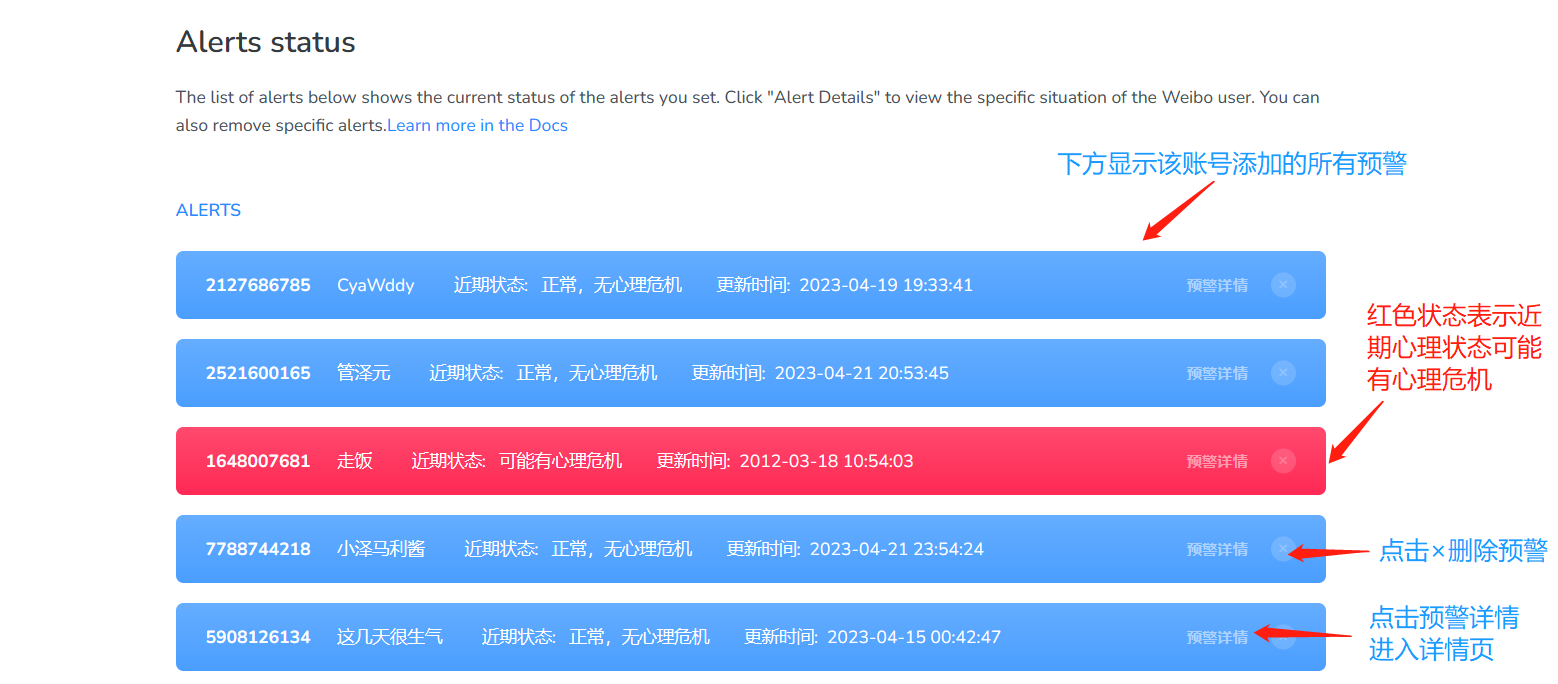 Alerts status
The list of alerts below shows the current status of the alerts you set. Click "Alert Details" to view the specific situation of the Weibo user. You can
also remove specific alerts.Learn more in the Docs
下方显示该账号添加的所有预警
ALERTS
2127686785 CyaWddy 近期状态: 正常，无心理危机 更新时间: 2023-04-19 19:33:41 预警详情 ×
红色状态表示近
期心理状态可能
有心理危机
2521600165 管泽元 近期状态: 正常，无心理危机 更新时间: 2023-04-21 20:53:45 预警详情 ×
1648007681 走饭 近期状态: 可能有心理危机 更新时间: 2012-03-18 10:54:03 预警详情 ×
7788744218 小泽马利酱 近期状态: 正常，无心理危机 更新时间: 2023-04-21 23:54:24 预警详情 ×
点击×删除预警
5908126134 这几天很生气 近期状态: 正常，无心理危机 更新时间: 2023-04-15 00:42:47 预警详情
点击预警详情
进入详情页